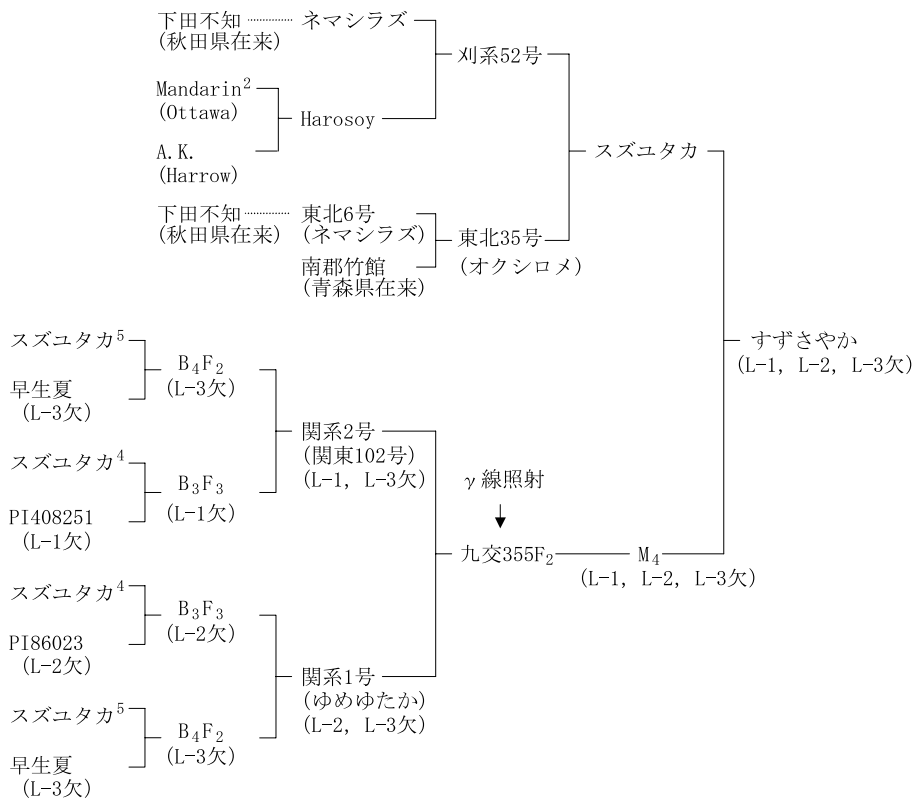 下田不知 ネマシラズ
(秋田県在来)
刈系52号
Mandarin²
(Ottawa)
Harosoy
A.K.
(Harrow)
スズユタカ
下田不知 東北6号
(秋田県在来) (ネマシラズ)
東北35号
(オクシロメ)
南郡竹館
(青森県在来)
すずさやか
(L-1, L-2, L-3欠)
スズユタカ⁵
B₄F₂
(L-3欠)
早生夏
(L-3欠)
関系2号
(関東102号)
(L-1, L-3欠)
スズユタカ⁴
B₃F₃
(L-1欠)
PI408251
(L-1欠)
γ線照射
九交355F₂
M₄
(L-1, L-2, L-3欠)
スズユタカ⁴
B₃F₃
(L-2欠)
PI86023
(L-2欠)
関系1号
(ゆめゆたか)
(L-2, L-3欠)
スズユタカ⁵
B₄F₂
(L-3欠)
早生夏
(L-3欠)